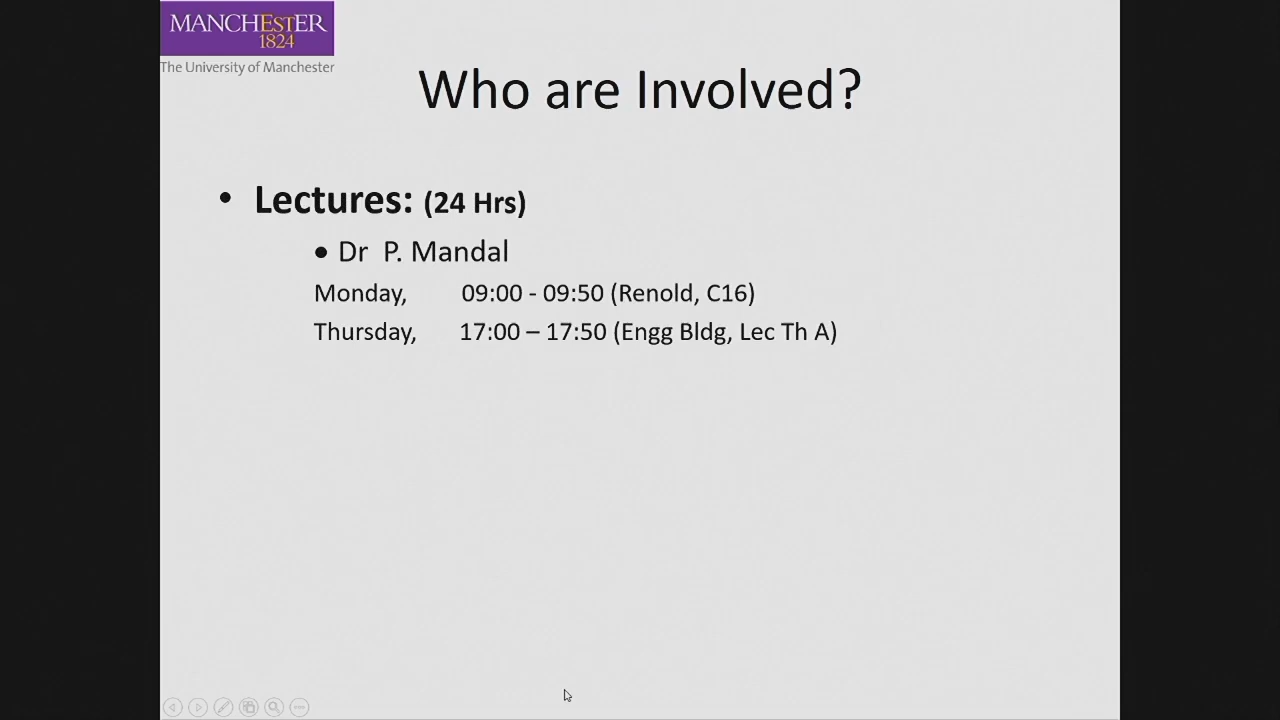 MANCHESTER
1824
The University of Manchester
Who are Involved?
• Lectures: (24 Hrs)
• Dr P. Mandal
Monday, 09:00 - 09:50 (Renold, C16)
Thursday, 17:00 – 17:50 (Engg Bldg, Lec Th A)